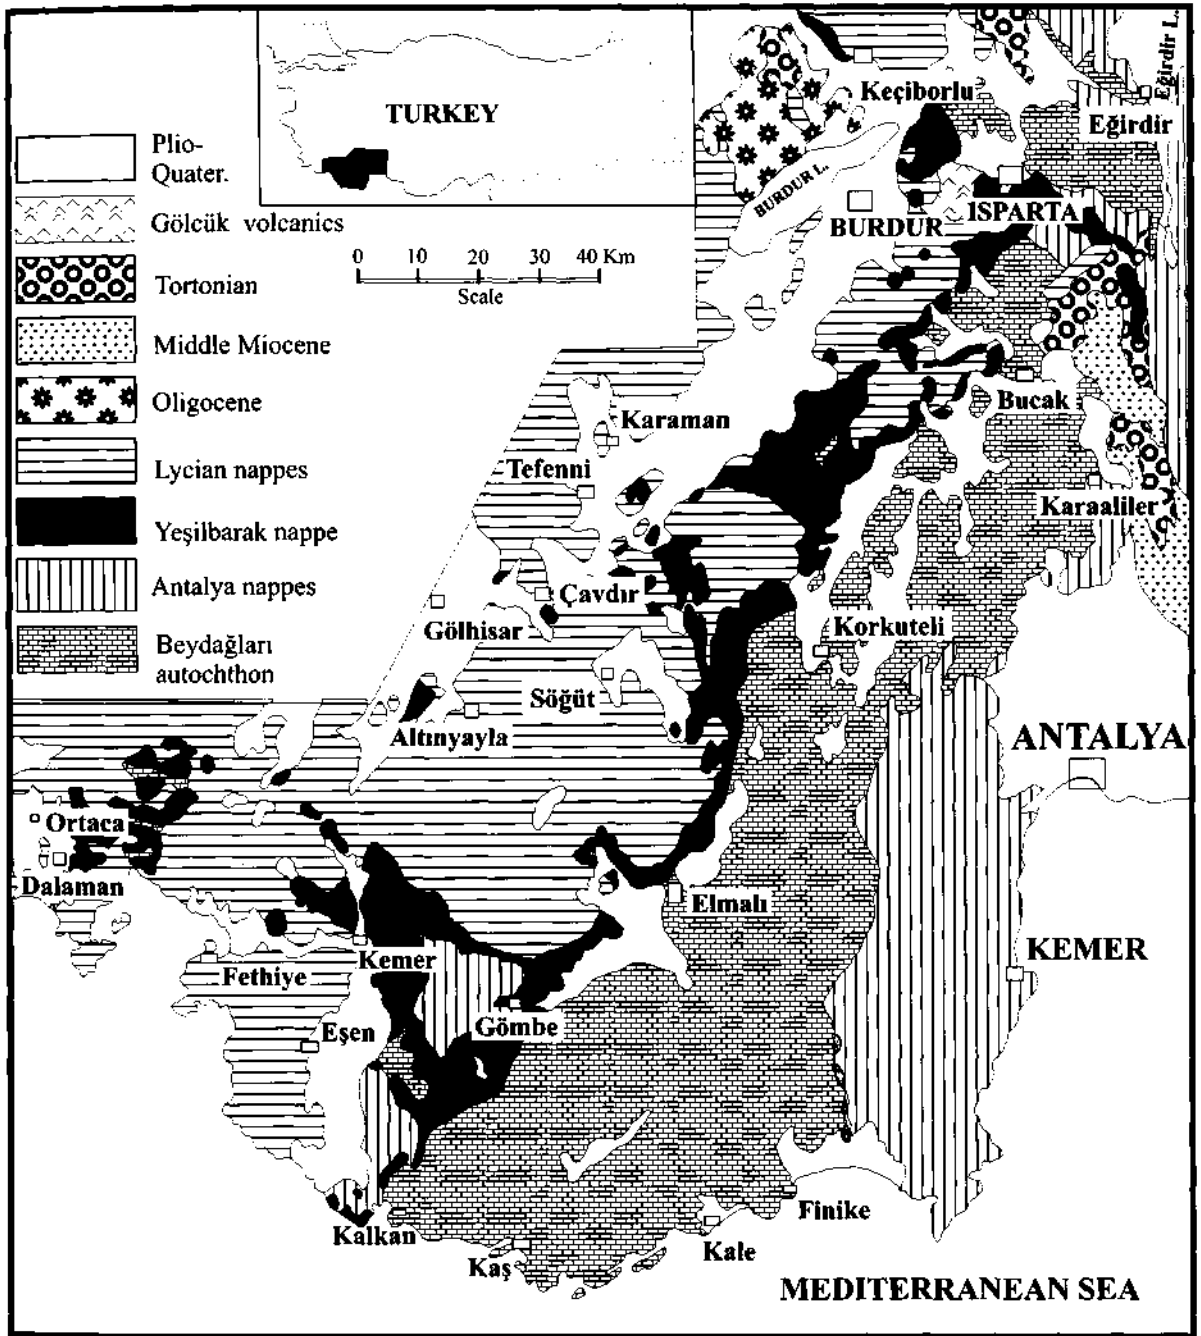 TURKEY
Plio-
Quater.
Gölcük volcanics
Tortonian
Middle Miocene
Oligocene
Lycian nappes
Yeşilbarak nappe
Antalya nappes
Beydağları
autochthon
0 10 20 30 40 Km
Scale
Keçiborlu
Eğirdir L.
Eğirdir
BURDUR L.
BURDUR
ISPARTA
Karaman
Bucak
Tefenni
Karaaliler
Çavdır
Gölhisar
Korkuteli
Söğüt
Altınyayla
ANTALYA
Ortaca
Dalaman
Elmalı
Kemer
KEMER
Fethiye
Gömbe
Eşen
Finike
Kalkan
Kale
Kaş
MEDITERRANEAN SEA